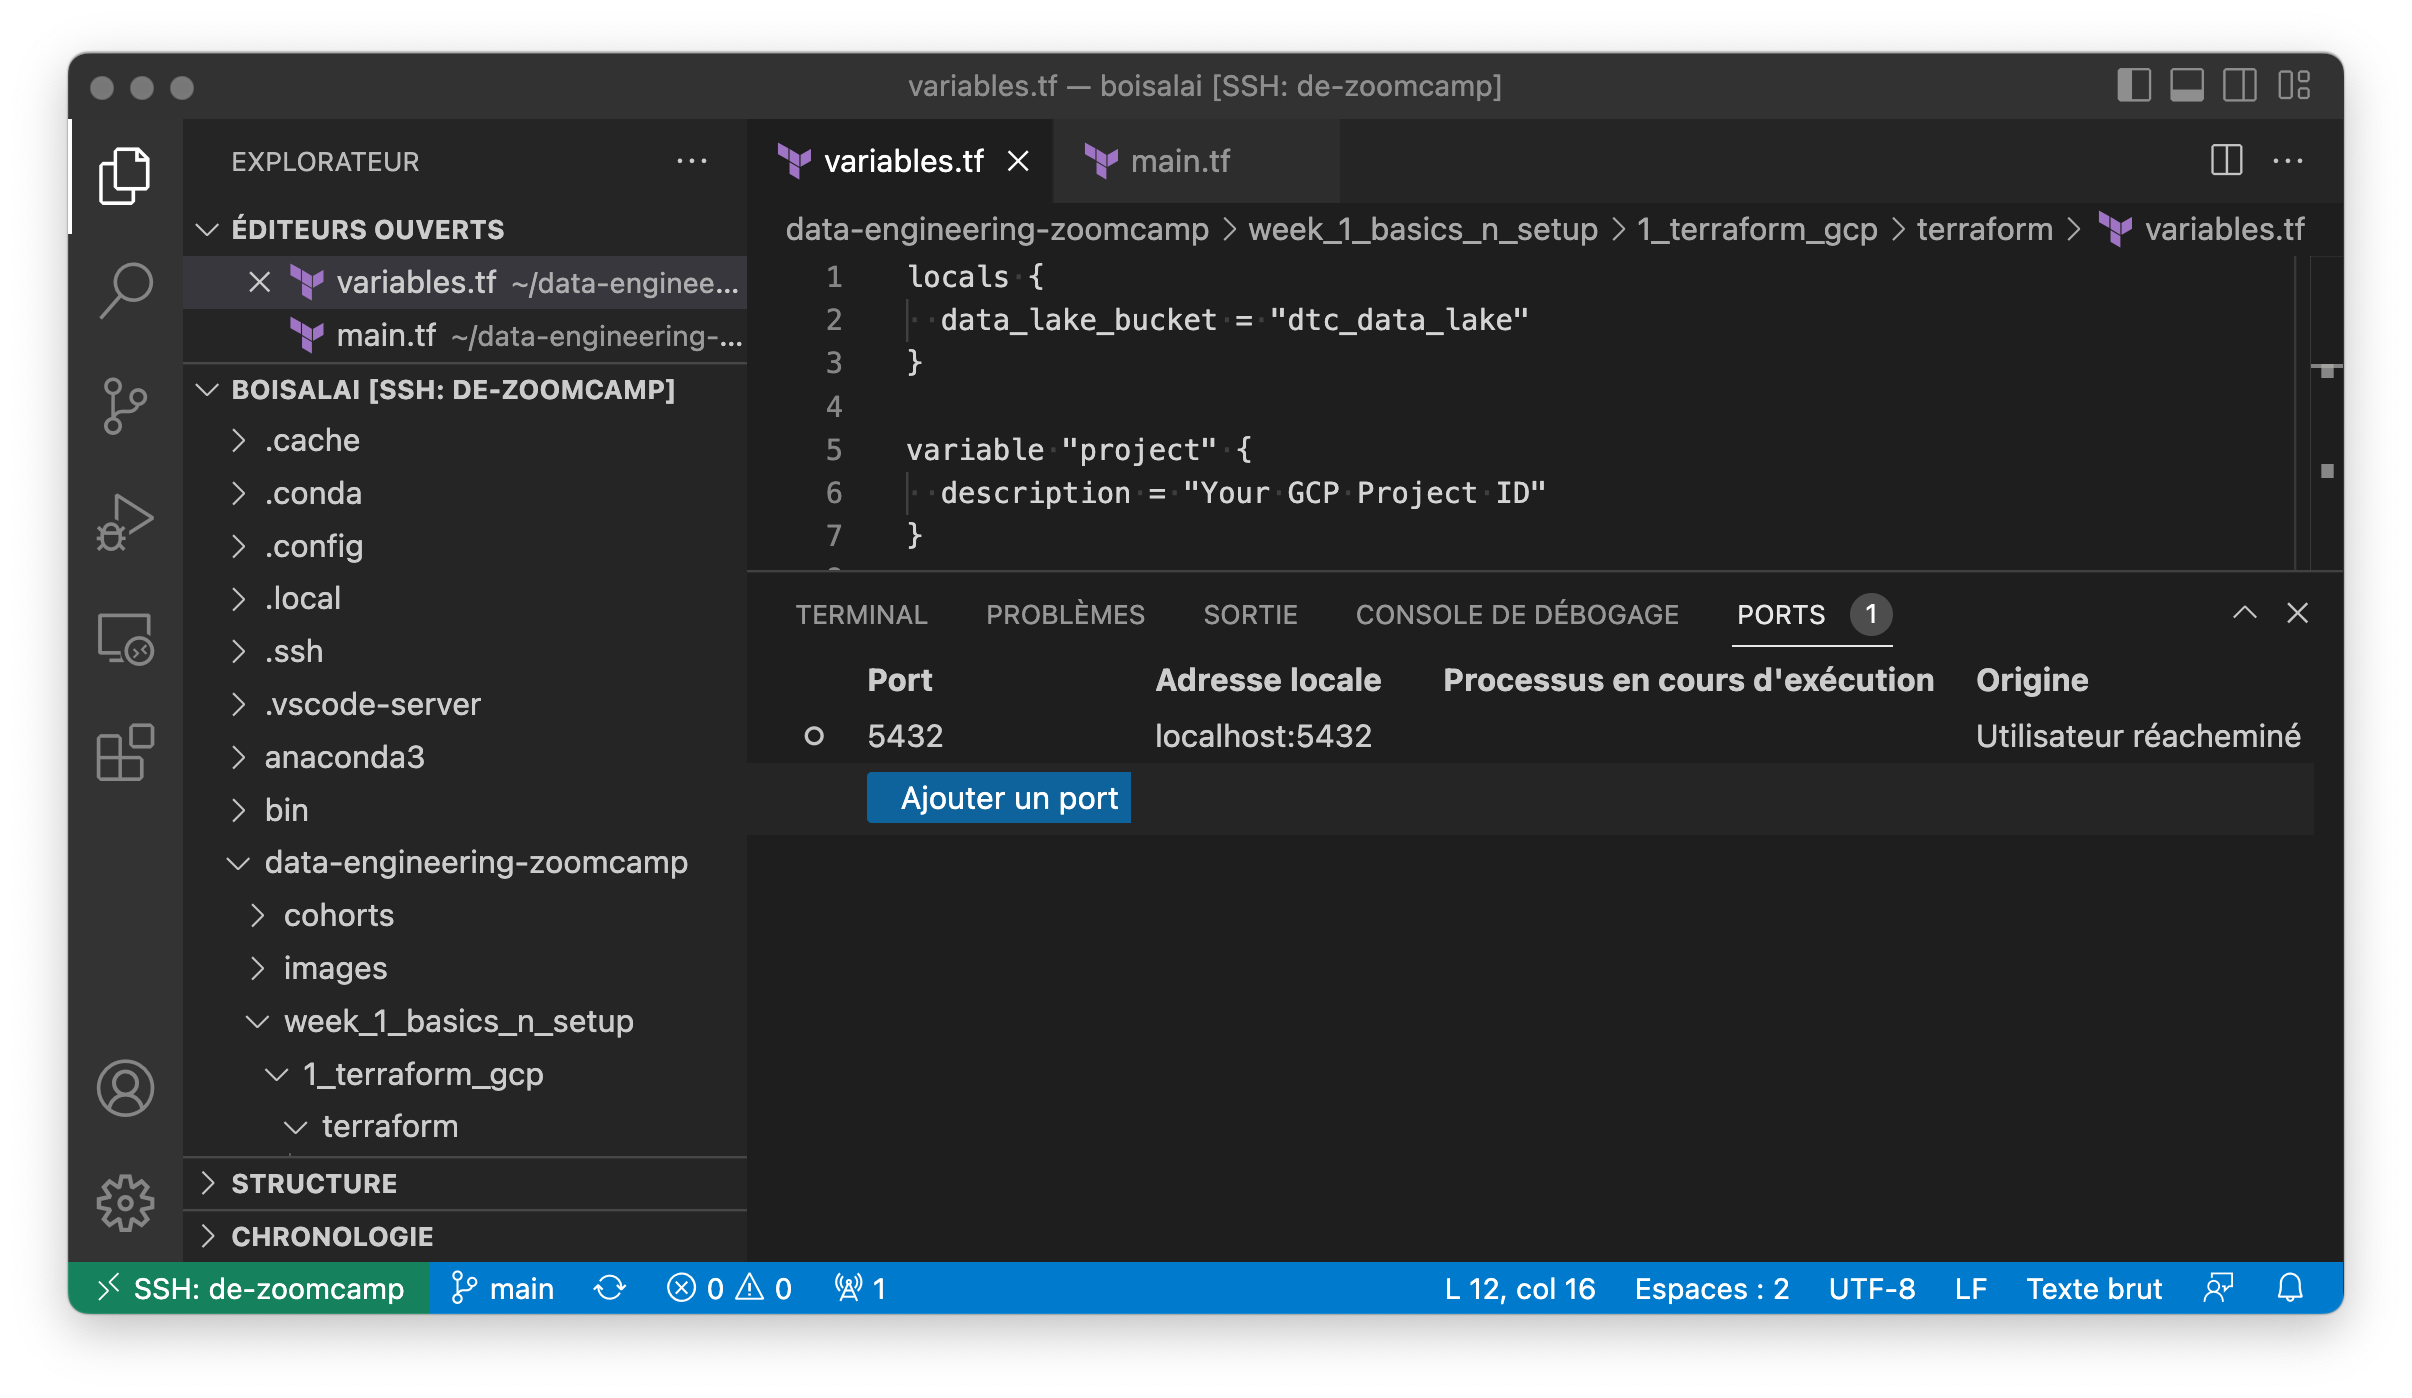 variables.tf — boisalai [SSH: de-zoomcamp]
EXPLORATEUR
ÉDITEURS OUVERTS
variables.tf ~/data-enginee...
main.tf ~/data-engineering-...
BOISALAI [SSH: DE-ZOOMCAMP]
.cache
.conda
.config
.local
.ssh
.vscode-server
anaconda3
bin
data-engineering-zoomcamp
cohorts
images
week_1_basics_n_setup
1_terraform_gcp
terraform
STRUCTURE
CHRONOLOGIE
variables.tf
main.tf
data-engineering-zoomcamp > week_1_basics_n_setup > 1_terraform_gcp > terraform > variables.tf
1 locals {
2 data_lake_bucket = "dtc_data_lake"
3 }
4
5 variable "project" {
6 description = "Your GCP Project ID"
7 }
TERMINAL PROBLÈMES SORTIE CONSOLE DE DÉBOGAGE PORTS 1
Port Adresse locale Processus en cours d'exécution Origine
5432 localhost:5432 Utilisateur réacheminé
Ajouter un port
SSH: de-zoomcamp main 0 0 1 L 12, col 16 Espaces : 2 UTF-8 LF Texte brut